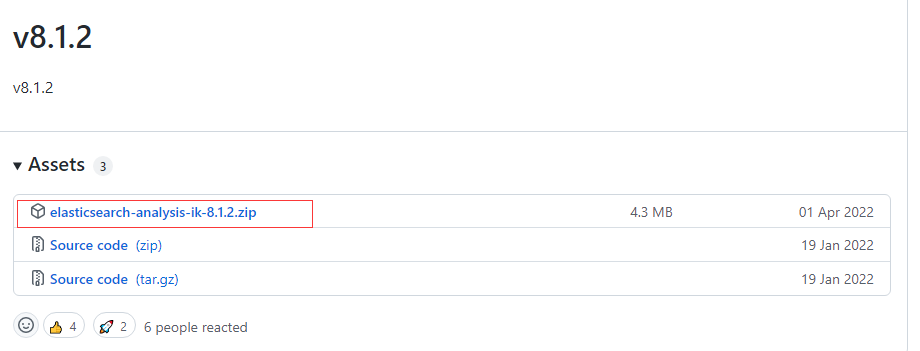 v8.1.2
v8.1.2
Assets 3
elasticsearch-analysis-ik-8.1.2.zip 4.3 MB 01 Apr 2022
Source code (zip) 19 Jan 2022
Source code (tar.gz) 19 Jan 2022
4 2 6 people reacted